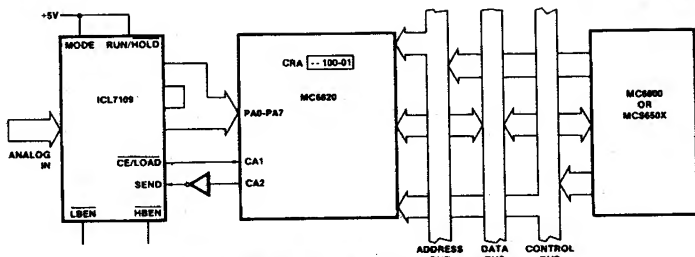 +5V
MODE RUN/HOLD
ICL7109
ANALOG
IN
CE/LOAD
SEND
LBEN HBEN
CRA -- 100-01
MC6820
PA0-PA7
CA1
CA2
MC6800
OR
MCS650X
ADDRESS DATA CONTROL